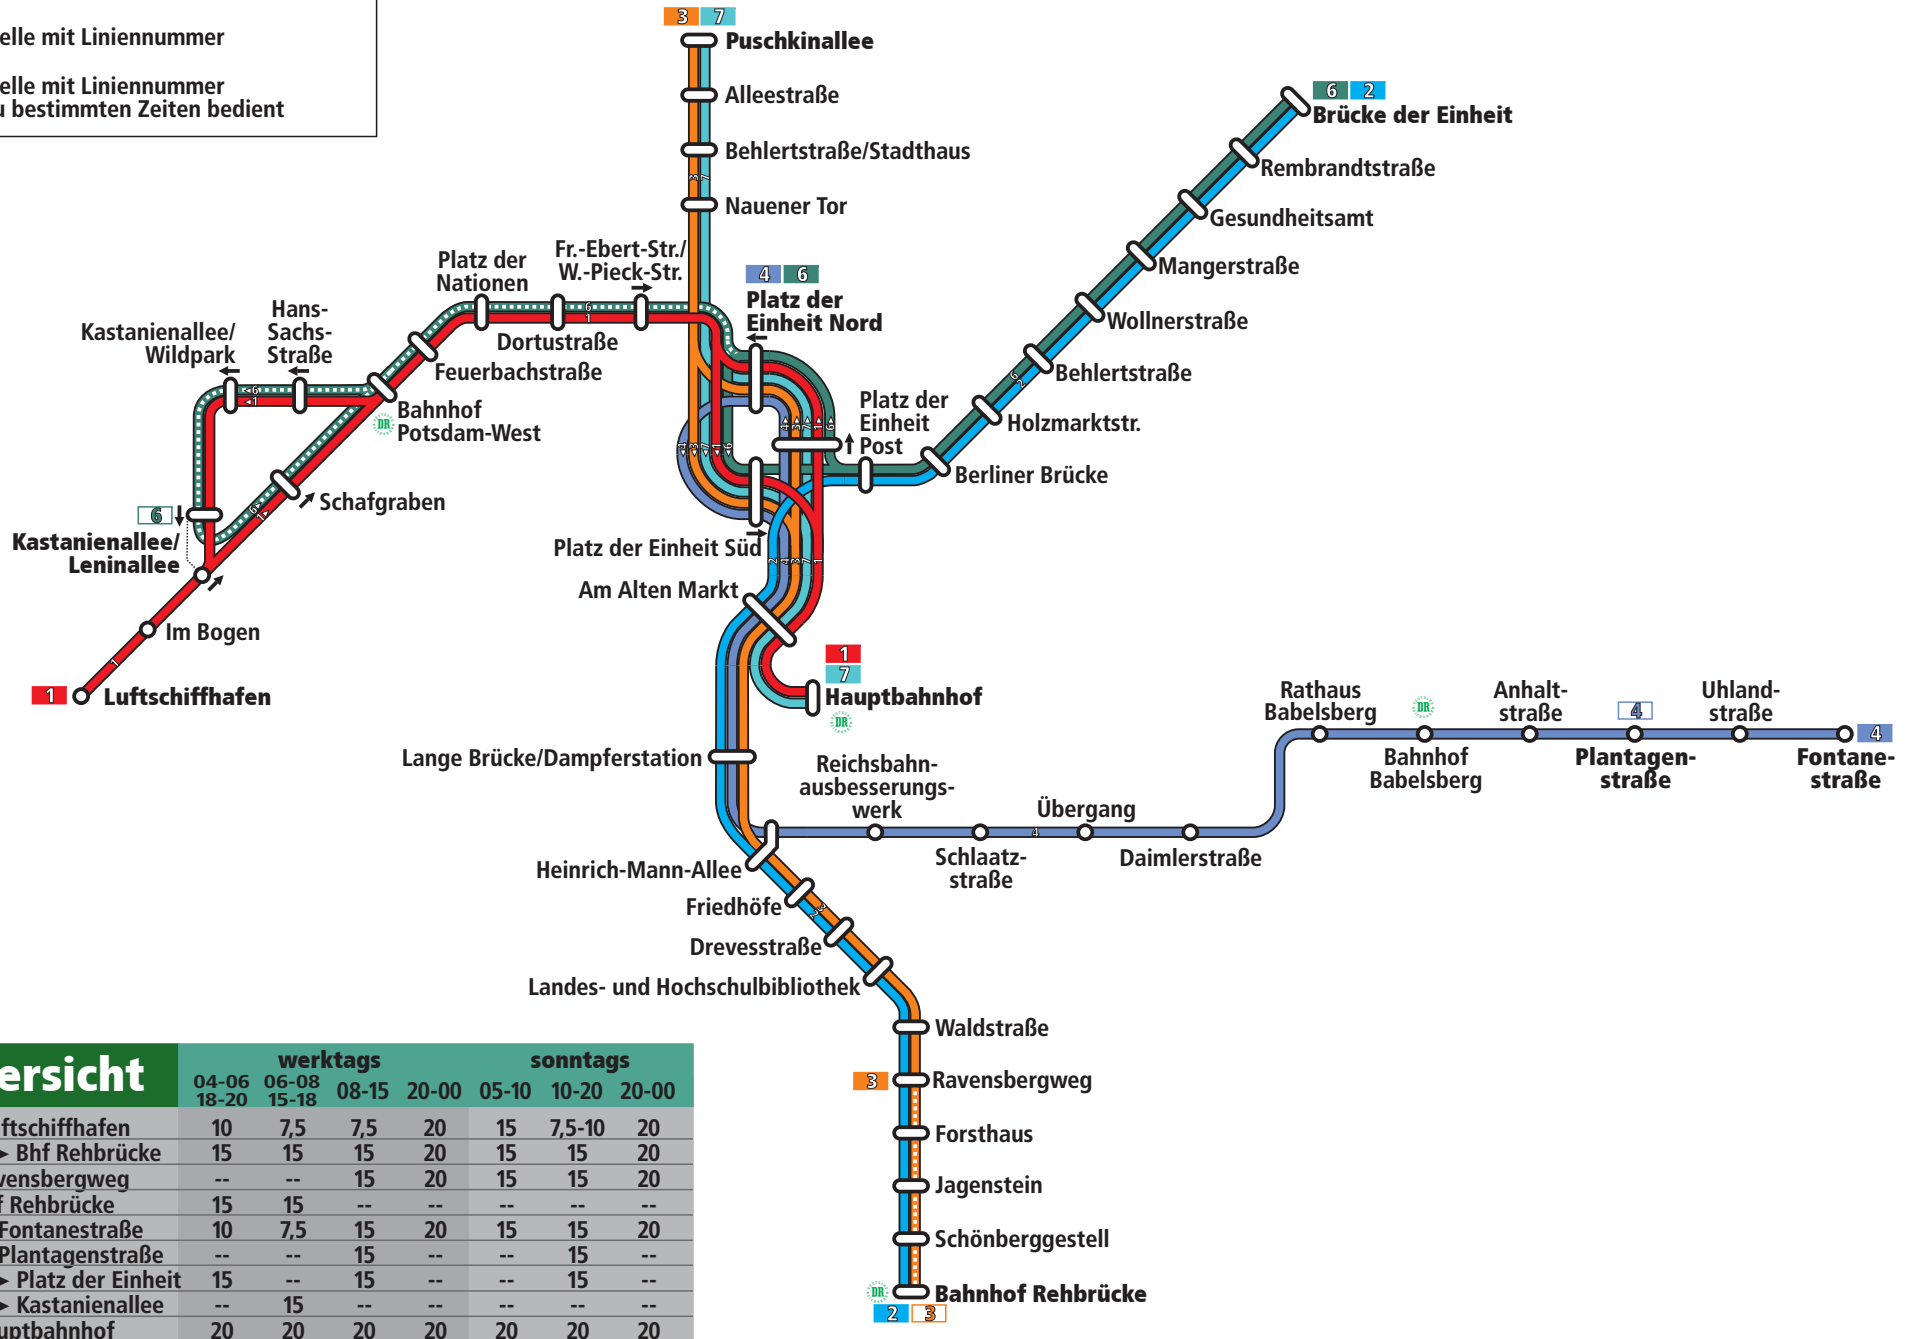 elle mit Liniennummer
elle mit Liniennummer
u bestimmten Zeiten bedient
3 7
Puschkinallee
Alleestraße
Behlertstraße/Stadthaus
Nauener Tor
6 2
Brücke der Einheit
Rembrandtstraße
Gesundheitsamt
Mangerstraße
Wollnerstraße
Behlertstraße
Holzmarktstr.
Berliner Brücke
Platz der
Einheit
Post
4 6
Platz der
Einheit Nord
Fr.-Ebert-Str./
W.-Pieck-Str.
Platz der
Nationen
Dortustraße
Feuerbachstraße
Hans-
Sachs-
Straße
Kastanienallee/
Wildpark
Bahnhof
Potsdam-West
DR
Schafgraben
6
Kastanienallee/
Leninallee
Im Bogen
1
Luftschiffhafen
Platz der Einheit Süd
Am Alten Markt
1
7
Hauptbahnhof
DR
Lange Brücke/Dampferstation
Reichsbahn-
ausbesserungs-
werk
Schlaatz-
straße
Übergang
Daimlerstraße
Rathaus
Babelsberg
DR
Bahnhof
Babelsberg
Anhalt-
straße
4
Plantagen-
straße
Uhland-
straße
4
Fontane-
straße
Heinrich-Mann-Allee
Friedhöfe
Drevesstraße
Landes- und Hochschulbibliothek
Waldstraße
3
Ravensbergweg
Forsthaus
Jagenstein
Schönberggestell
DR
Bahnhof Rehbrücke
2 3
ersicht
werktags sonntags
04-06 06-08 08-15 20-00 05-10 10-20 20-00
18-20 15-18
ftschiffhafen 10 7,5 7,5 20 15 7,5-10 20
► Bhf Rehbrücke 15 15 15 20 15 15 20
vensbergweg -- -- 15 20 15 15 20
f Rehbrücke 15 15 -- -- -- -- --
Fontanestraße 10 7,5 15 20 15 15 20
Plantagenstraße -- -- 15 -- -- 15 --
► Platz der Einheit 15 -- 15 -- -- 15 --
► Kastanienallee -- 15 -- -- -- -- --
uptbahnhof 20 20 20 20 20 20 20